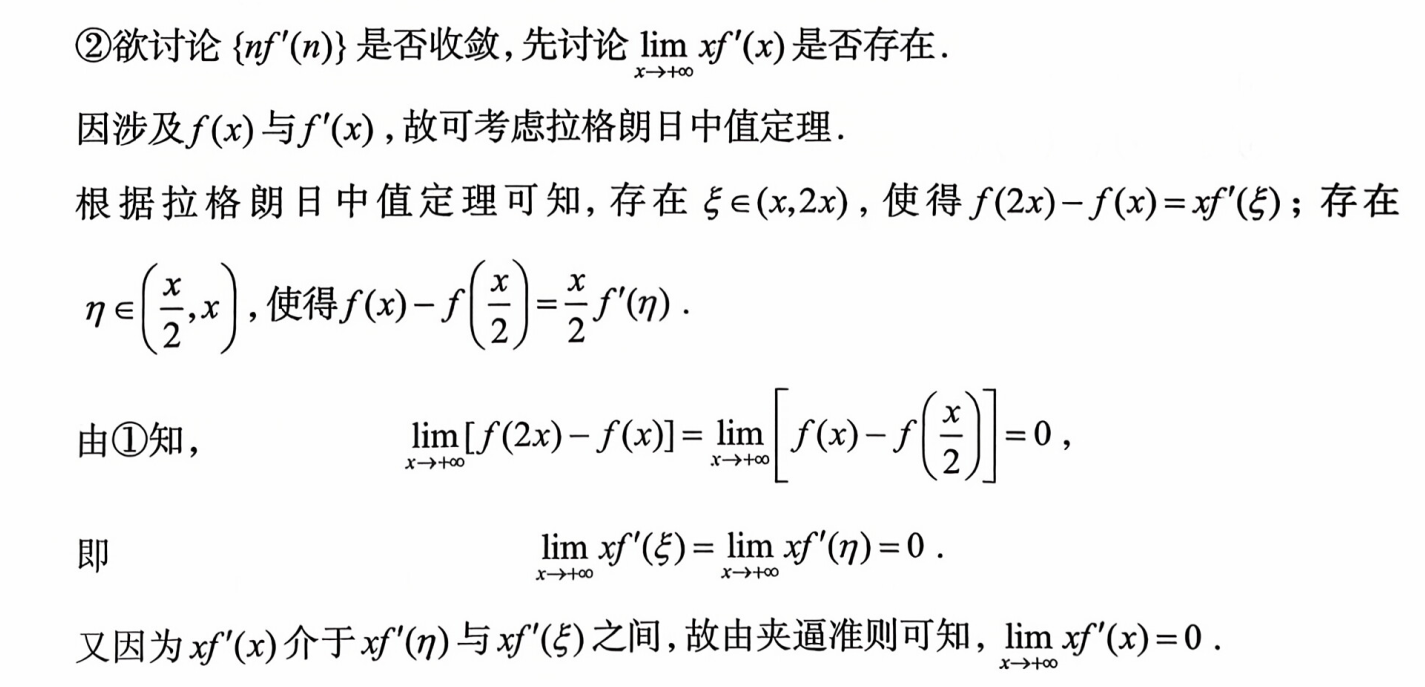 ②欲讨论 {nf′(n)} 是否收敛,先讨论 lim_{x→+∞} xf′(x) 是否存在.
因涉及 f(x) 与 f′(x) ,故可考虑拉格朗日中值定理.
根据拉格朗日中值定理可知,存在 ξ∈(x,2x) ,使得 f(2x)−f(x)=xf′(ξ) ;存在
η∈(x/2,x) ,使得 f(x)−f(x/2)=x/2 f′(η) .
由①知, lim_{x→+∞}[f(2x)−f(x)]=lim_{x→+∞}[f(x)−f(x/2)]=0 ,
即 lim_{x→+∞} xf′(ξ)=lim_{x→+∞} xf′(η)=0 .
又因为 xf′(x) 介于 xf′(η) 与 xf′(ξ) 之间,故由夹逼准则可知, lim_{x→+∞} xf′(x)=0 .